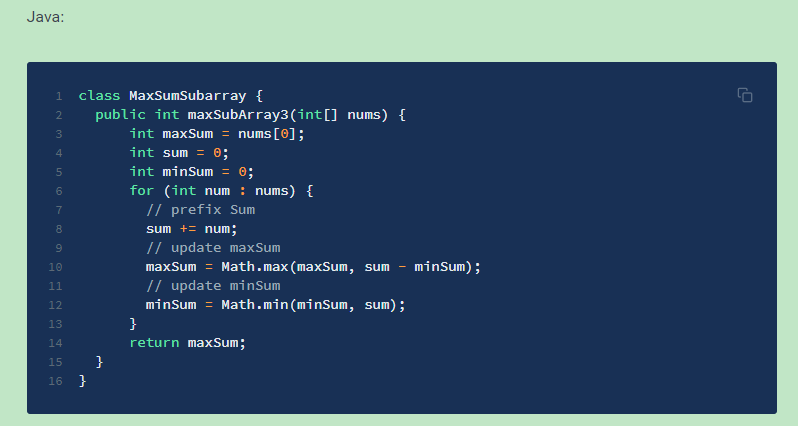 Java:
1 class MaxSumSubarray {
2 public int maxSubArray3(int[] nums) {
3 int maxSum = nums[0];
4 int sum = 0;
5 int minSum = 0;
6 for (int num : nums) {
7 // prefix Sum
8 sum += num;
9 // update maxSum
10 maxSum = Math.max(maxSum, sum - minSum);
11 // update minSum
12 minSum = Math.min(minSum, sum);
13 }
14 return maxSum;
15 }
16 }